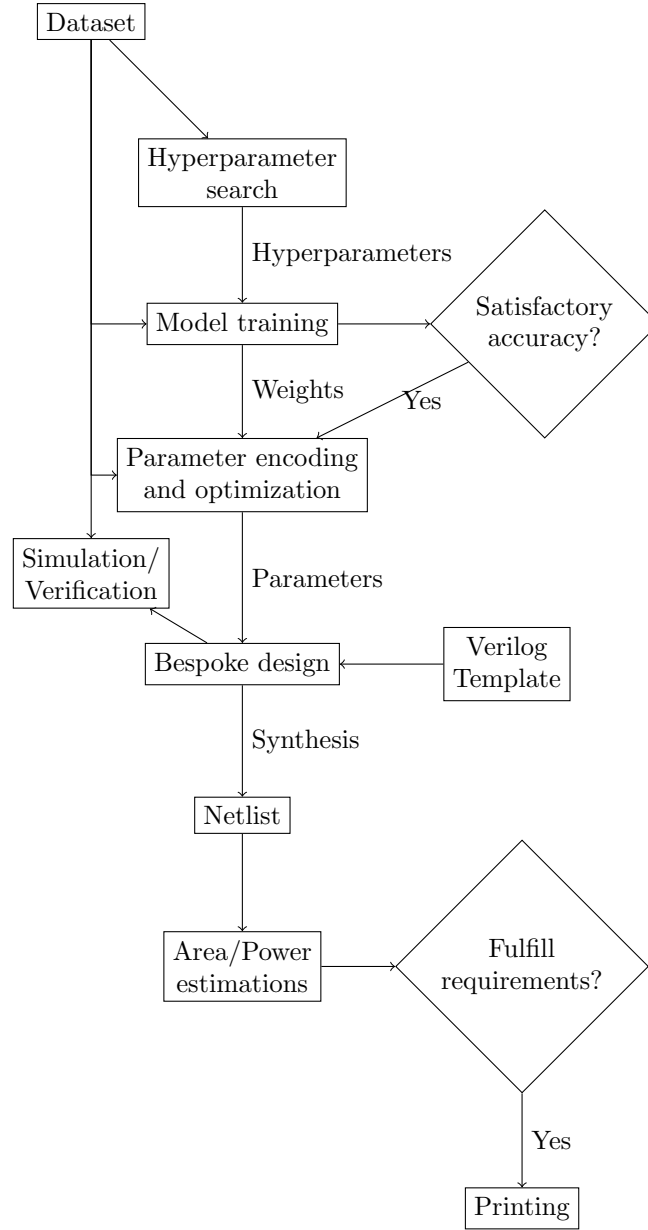 Dataset
Hyperparameter
search
Hyperparameters
Model training
Satisfactory
accuracy?
Weights
Yes
Parameter encoding
and optimization
Simulation/
Verification
Parameters
Bespoke design
Verilog
Template
Synthesis
Netlist
Area/Power
estimations
Fulfill
requirements?
Yes
Printing